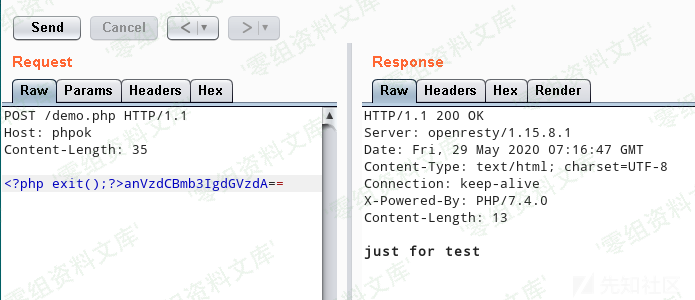 Send
Cancel
<
>
Request
Raw
Params
Headers
Hex
POST /demo.php HTTP/1.1
Host: phpok
Content-Length: 35
<?php exit();?>anVzdCBmb3IgdGVzdA==
Response
Raw
Headers
Hex
Render
HTTP/1.1 200 OK
Server: openresty/1.15.8.1
Date: Fri, 29 May 2020 07:16:47 GMT
Content-Type: text/html; charset=UTF-8
Connection: keep-alive
X-Powered-By: PHP/7.4.0
Content-Length: 13
just for test
'零组资料文库'
先知社区